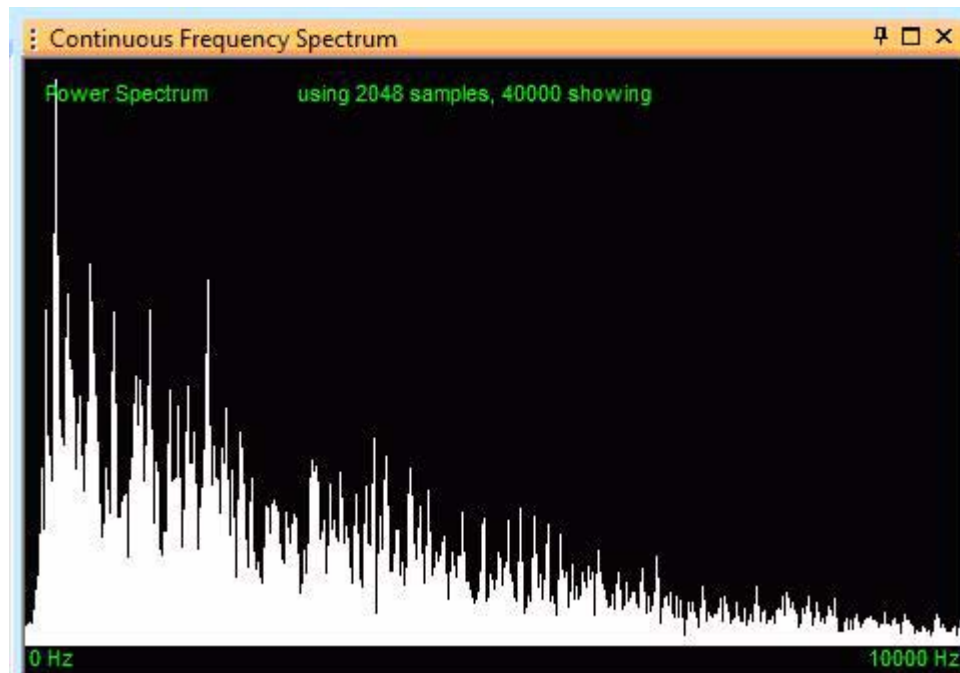 Continuous Frequency Spectrum
Power Spectrum using 2048 samples, 40000 showing
0 Hz 10000 Hz